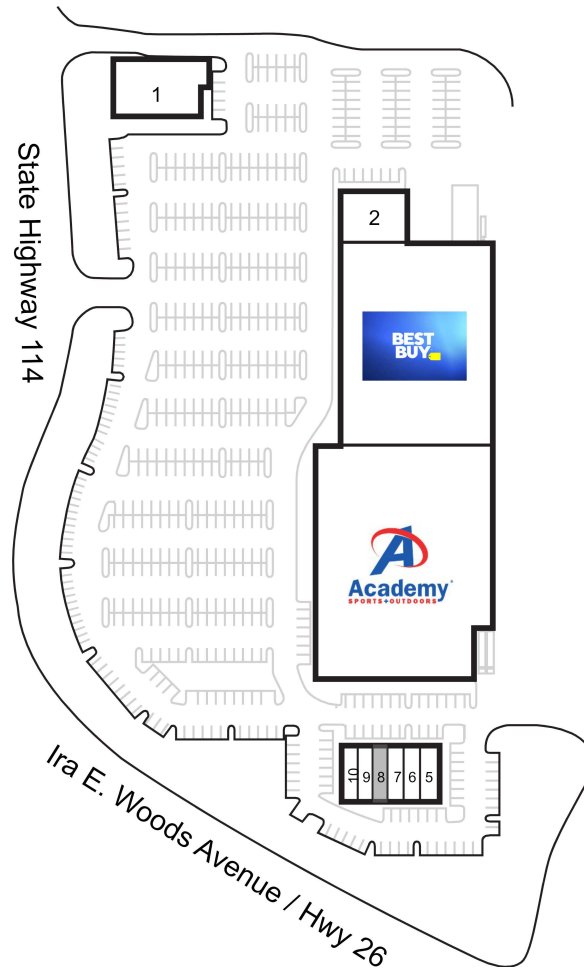 1
2
State Highway 114
BEST
BUY
Academy
SPORTS+OUTDOORS
10 9 8 7 6 5
Ira E. Woods Avenue / Hwy 26